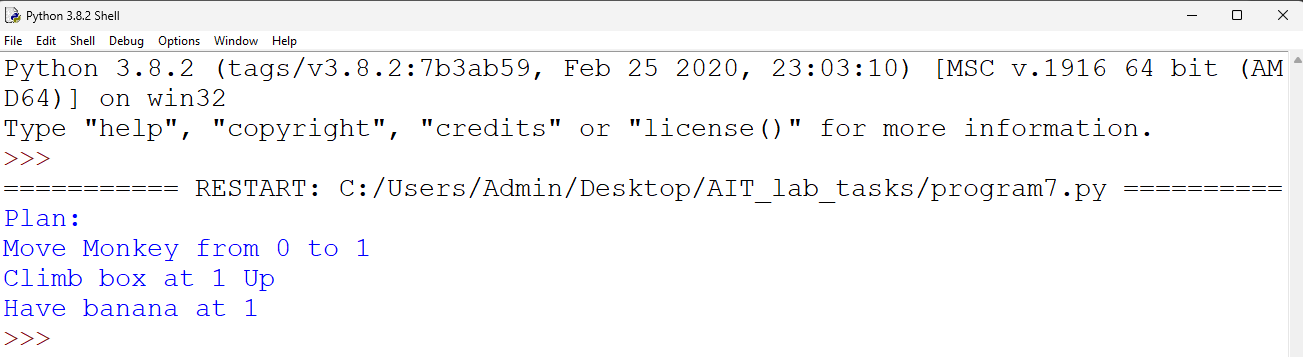 Python 3.8.2 Shell
File Edit Shell Debug Options Window Help
Python 3.8.2 (tags/v3.8.2:7b3ab59, Feb 25 2020, 23:03:10) [MSC v.1916 64 bit (AM
D64)] on win32
Type "help", "copyright", "credits" or "license()" for more information.
>>>
=========== RESTART: C:/Users/Admin/Desktop/AIT_lab_tasks/program7.py ==========
Plan:
Move Monkey from 0 to 1
Climb box at 1 Up
Have banana at 1
>>>